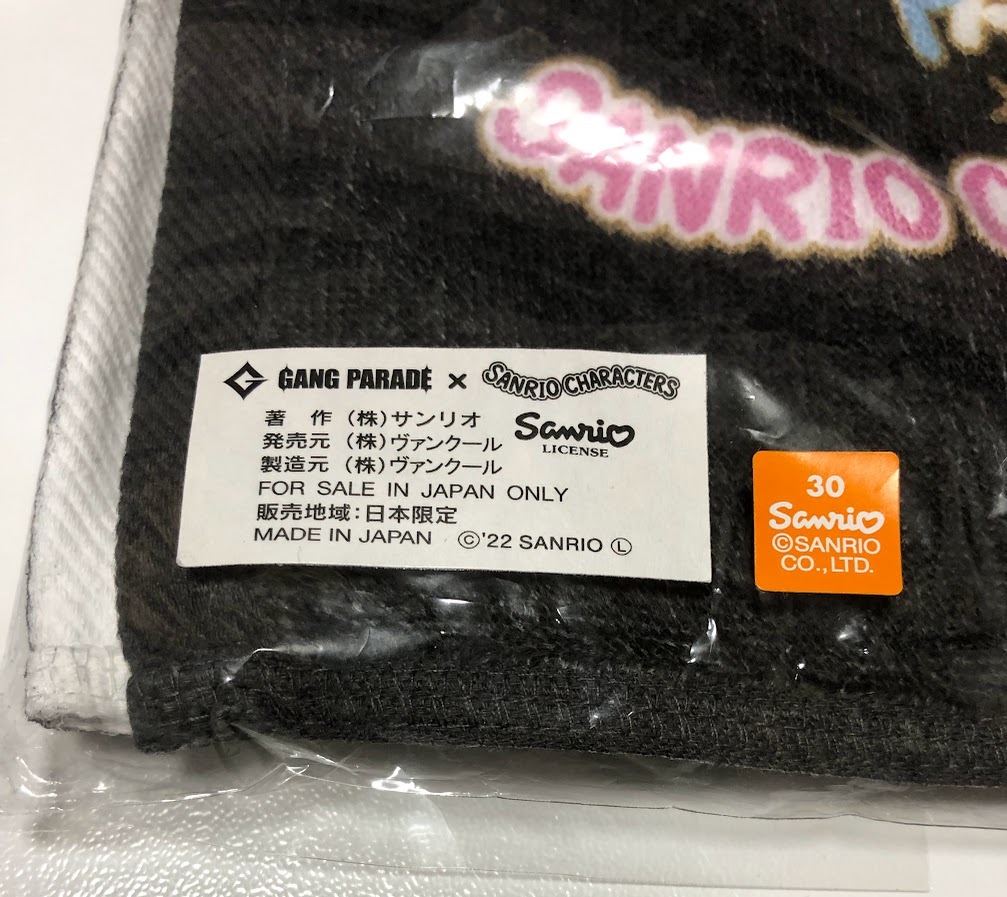 SANRIO C
GANG PARADE × SANRIO CHARACTERS
著 作 (株)サンリオ
発売元 (株)ヴァンクール
製造元 (株)ヴァンクール
Sanrio
LICENSE
FOR SALE IN JAPAN ONLY
販売地域:日本限定
MADE IN JAPAN ©'22 SANRIO Ⓛ
30
Sanrio
©SANRIO
CO.,LTD.